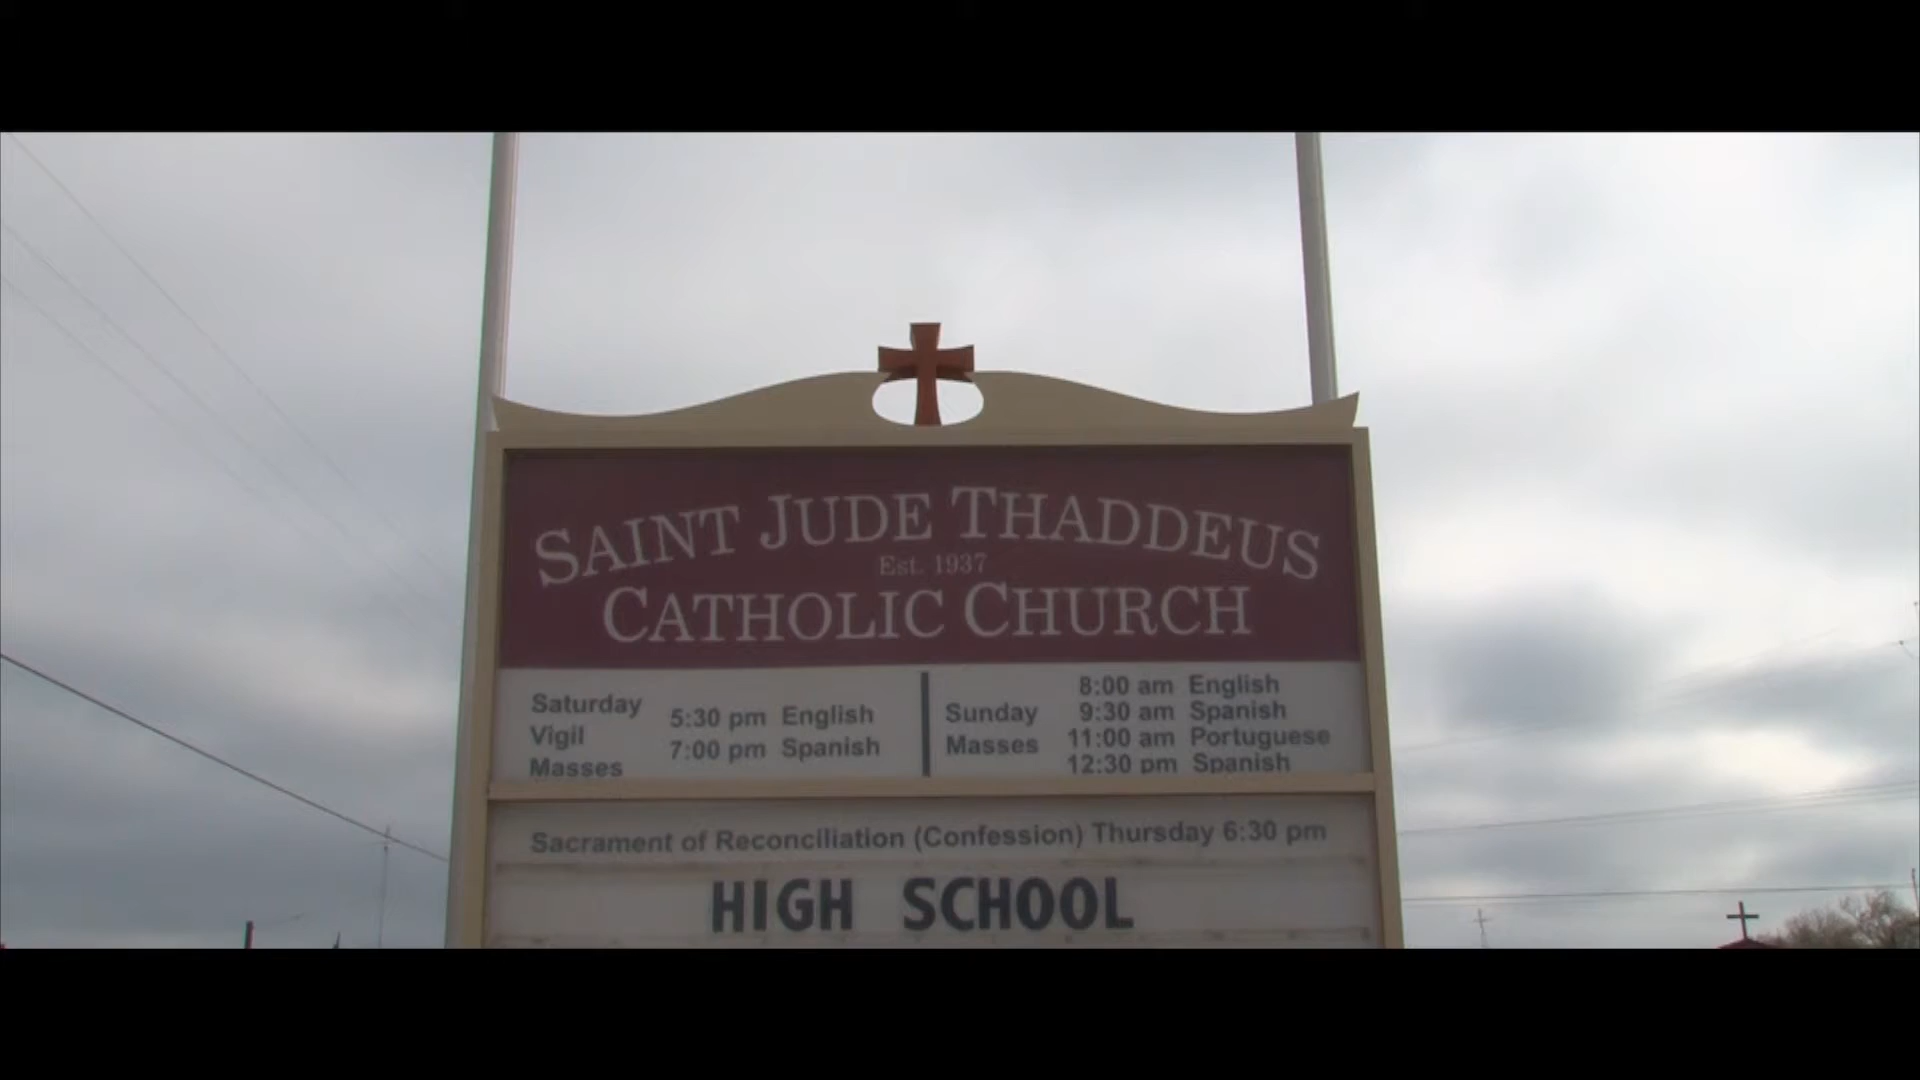 SAINT JUDE THADDEUS
Est. 1937
CATHOLIC CHURCH
Saturday
Vigil
Masses
5:30 pm English
7:00 pm Spanish
Sunday
Masses
8:00 am English
9:30 am Spanish
11:00 am Portuguese
12:30 pm Spanish
Sacrament of Reconciliation (Confession) Thursday 6:30 pm
HIGH SCHOOL